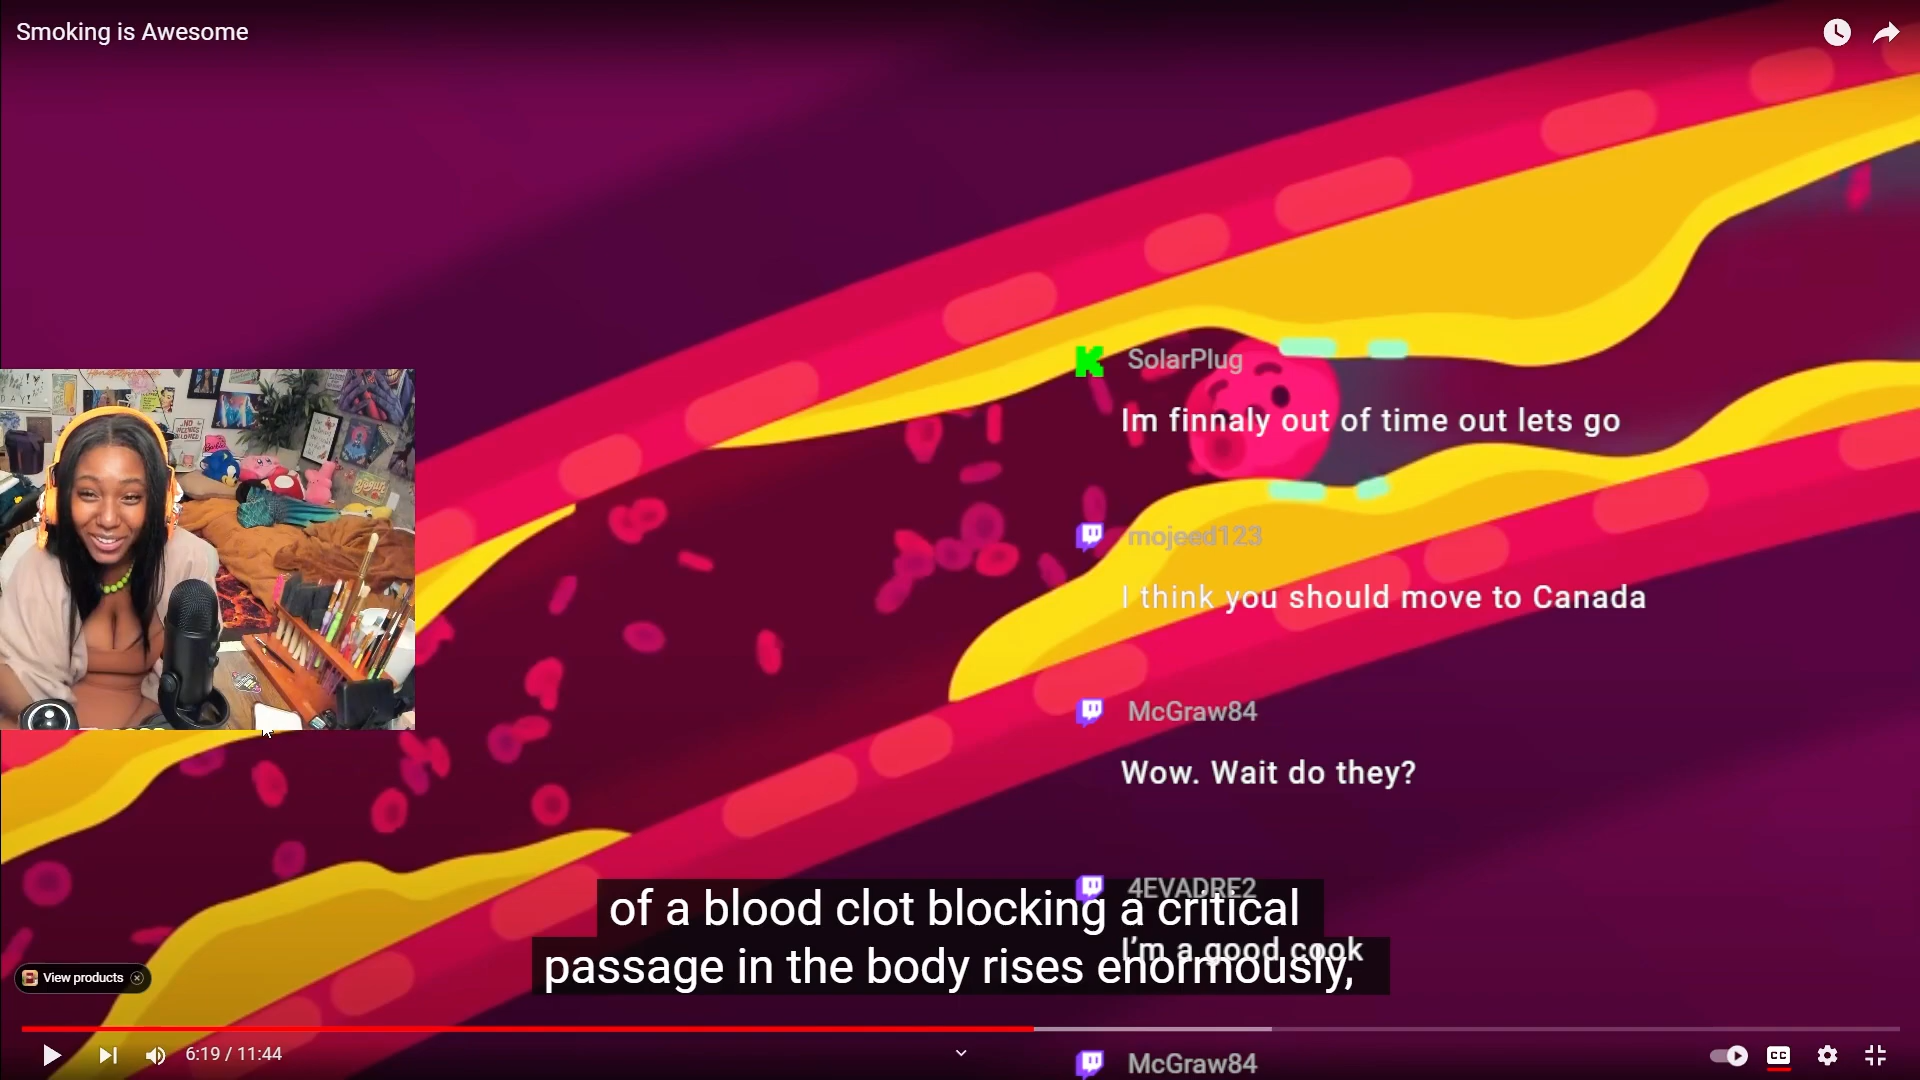 Smoking is Awesome
SolarPlug
Im finnaly out of time out lets go
mojeed123
I think you should move to Canada
McGraw84
Wow. Wait do they?
4EVADRE2
I'm a good cook
of a blood clot blocking a critical
passage in the body rises enormously,
View products
6:19 / 11:44
CC
McGraw84